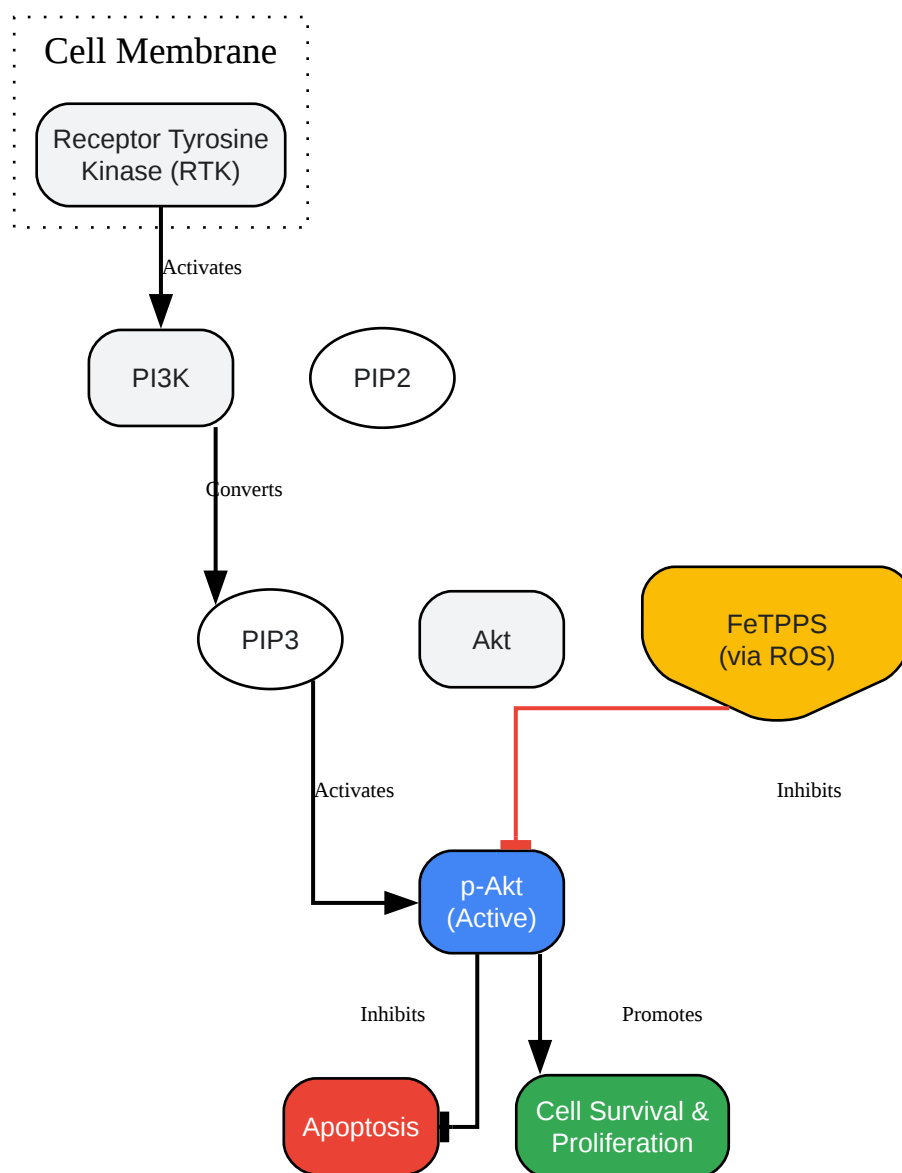 Cell Membrane
Receptor Tyrosine
Kinase (RTK)
Activates
PI3K
PIP2
Converts
PIP3
Akt
FeTPPS
(via ROS)
Activates
Inhibits
p-Akt
(Active)
Inhibits
Promotes
Apoptosis
Cell Survival &
Proliferation